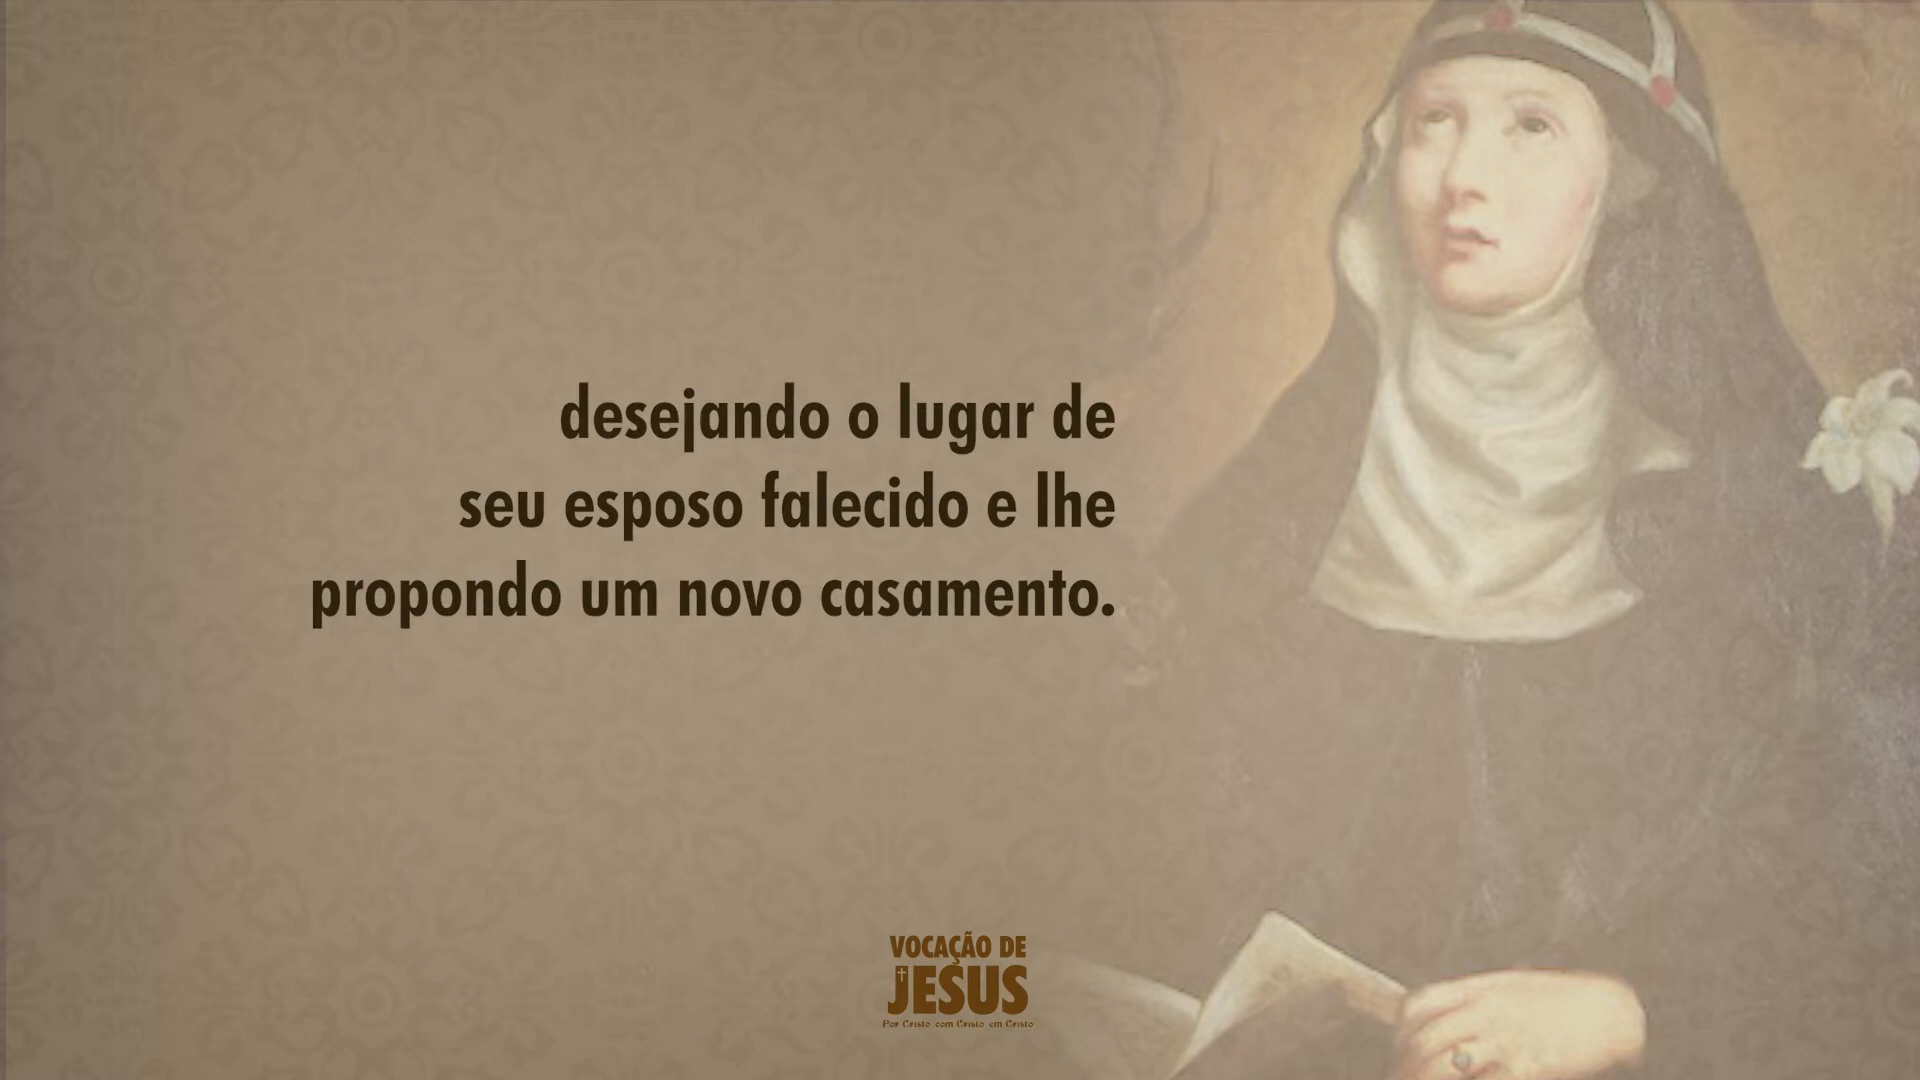 desejando o lugar de
seu esposo falecido e lhe
propondo um novo casamento.
VOCAÇÃO DE
JESUS
Por Cristo com Cristo em Cristo